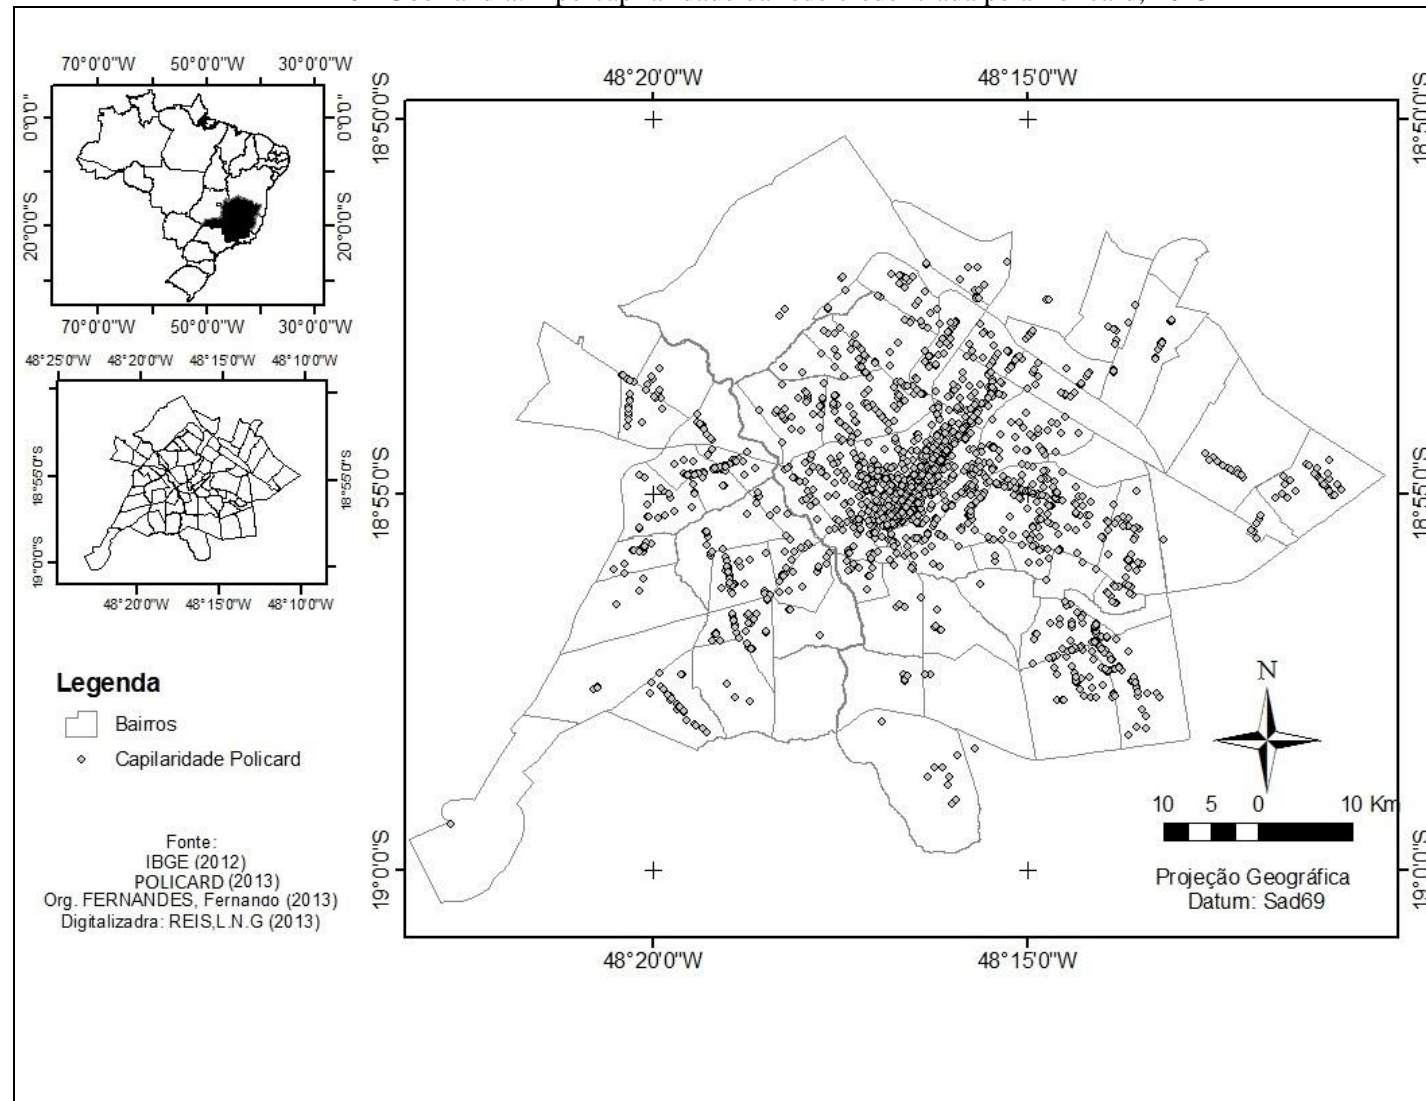 70°0'0"W 50°0'0"W 30°0'0"W
0°0'0" 0°0'0"
20°0'0"S 20°0'0"S
70°0'0"W 50°0'0"W 30°0'0"W
48°25'0"W 48°20'0"W 48°15'0"W 48°10'0"W
18°55'0"S 18°55'0"S
19°0'0"S
48°20'0"W 48°15'0"W 48°10'0"W
Legenda
Bairros
Capilaridade Policard
Fonte:
IBGE (2012)
POLICARD (2013)
Org. FERNANDES, Fernando (2013)
Digitalizadra: REIS,L.N.G (2013)
48°20'0"W 48°15'0"W
18°50'0"S 18°50'0"S
18°55'0"S 18°55'0"S
19°0'0"S 19°0'0"S
48°20'0"W 48°15'0"W
N
10 5 0 10 Km
Projeção Geográfica
Datum: Sad69